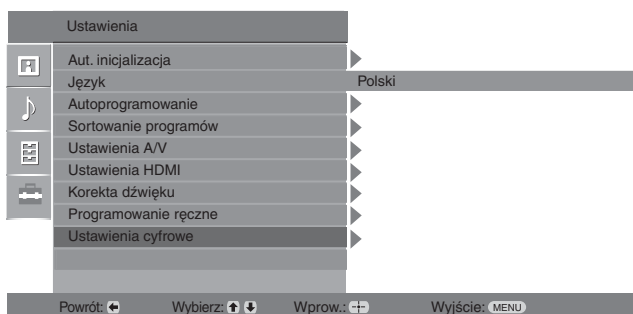 Ustawienia
Aut. inicjalizacja
Język Polski
Autoprogramowanie
Sortowanie programów
Ustawienia A/V
Ustawienia HDMI
Korekta dźwięku
Programowanie ręczne
Ustawienia cyfrowe
Powrót: Wybierz: Wprow.: Wyjście: MENU